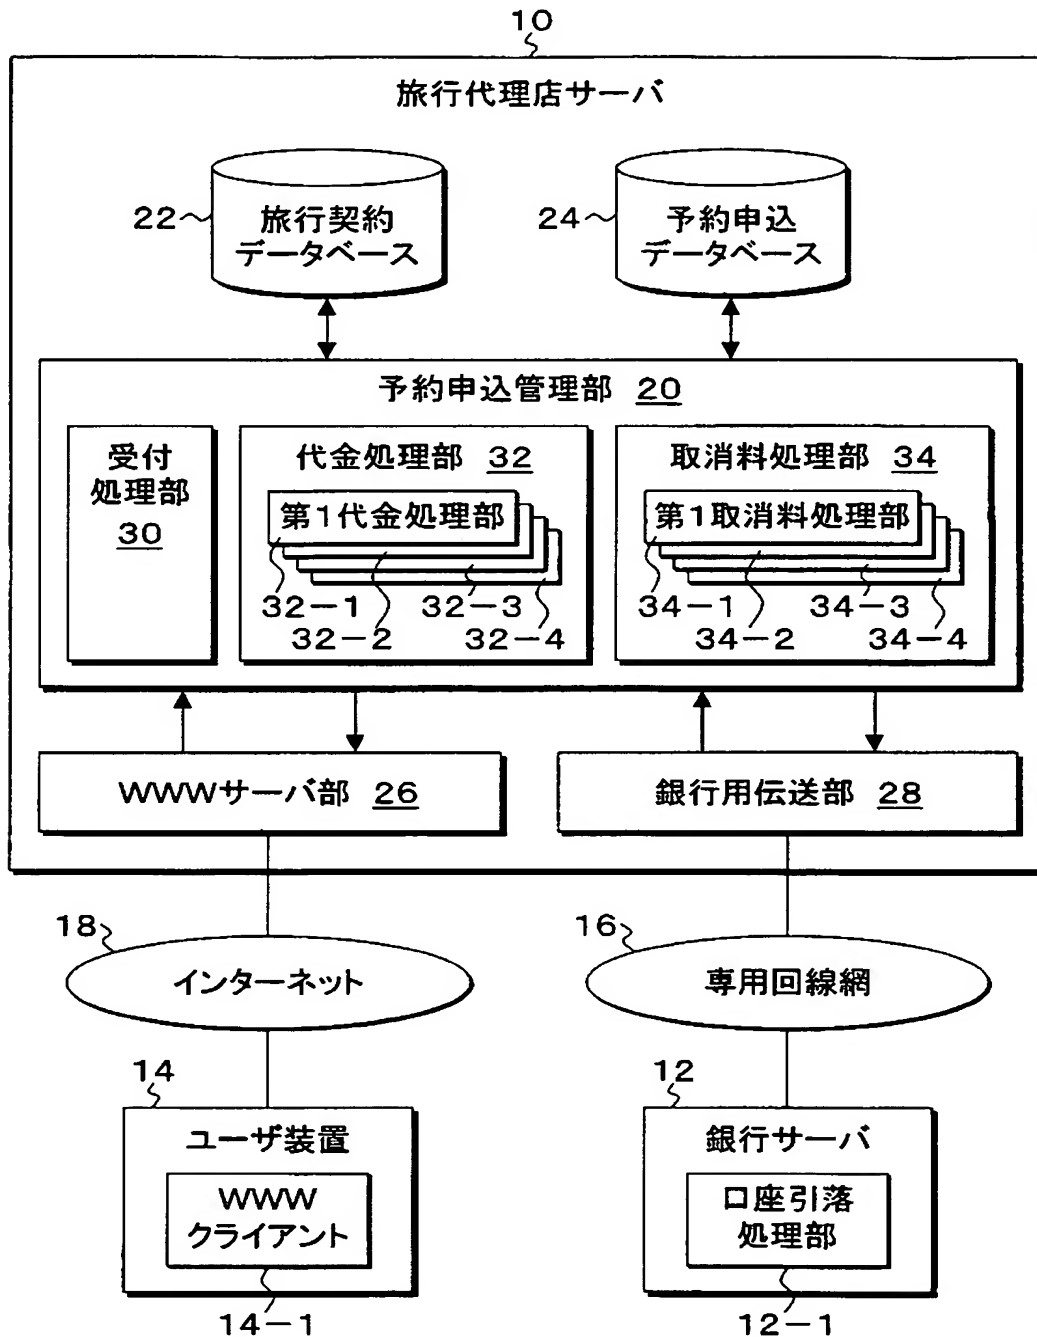 10
旅行代理店サーバ
22
旅行契約
データベース
24
予約申込
データベース
予約申込管理部 20
受付
処理部
30
代金処理部 32
第1代金処理部
32-1
32-2
32-3
32-4
取消料処理部 34
第1取消料処理部
34-1
34-2
34-3
34-4
WWWサーバ部 26
銀行用伝送部 28
18
インターネット
16
専用回線網
14
ユーザ装置
WWW
クライアント
14-1
12
銀行サーバ
口座引落
処理部
12-1